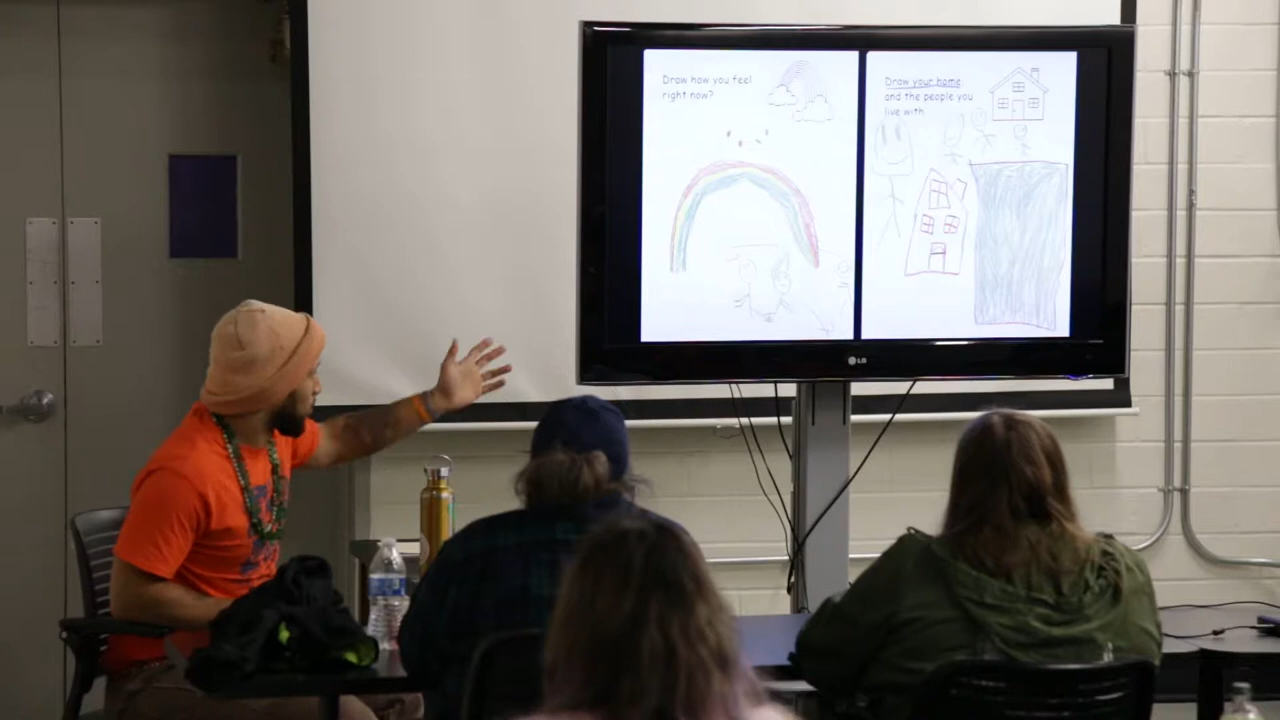 Draw how you feel
right now?
Draw your home
and the people you
live with
LG